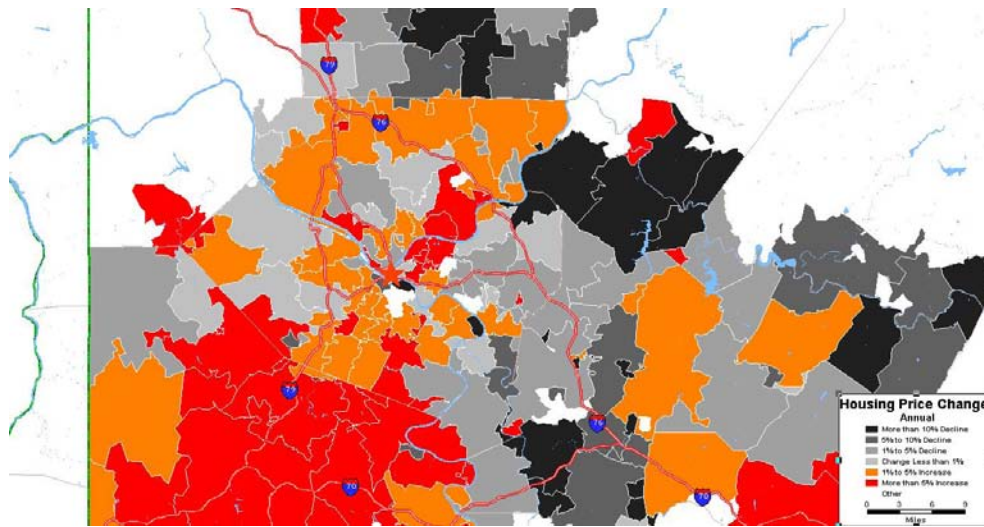 79
76
79
76
70
70
Housing Price Change
Annual
More than 10% Decline
5% to 10% Decline
1% to 5% Decline
Change Less than 1%
1% to 5% Increase
More than 5% Increase
Other
0 3 6 9
Miles